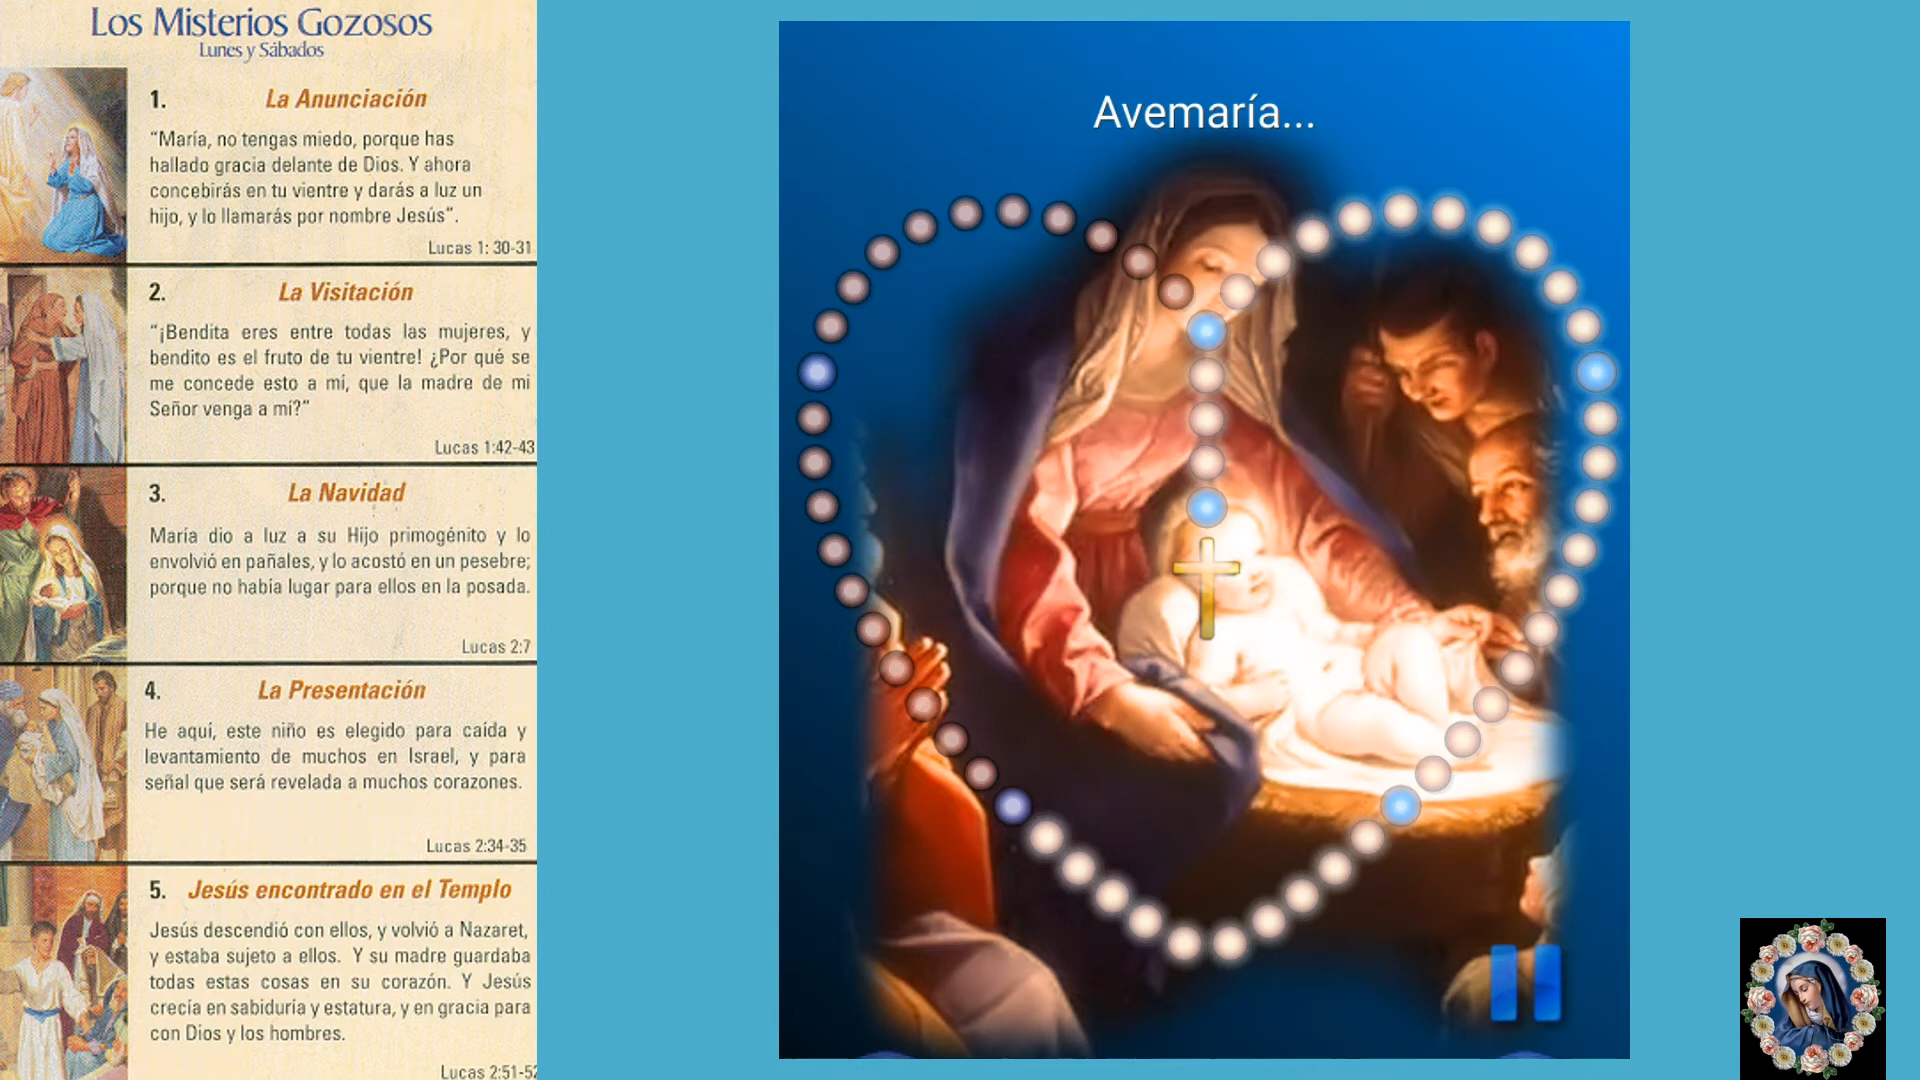 Los Misterios Gozosos
Lunes y Sábados
1. La Anunciación
“María, no tengas miedo, porque has
hallado gracia delante de Dios. Y ahora
concebirás en tu vientre y darás a luz un
hijo, y lo llamarás por nombre Jesús”.
Lucas 1: 30-31
2. La Visitación
“¡Bendita eres entre todas las mujeres, y
bendito es el fruto de tu vientre! ¿Por qué se
me concede esto a mí, que la madre de mi
Señor venga a mí?”
Lucas 1:42-43
3. La Navidad
María dio a luz a su Hijo primogénito y lo
envolvió en pañales, y lo acostó en un pesebre;
porque no había lugar para ellos en la posada.
Lucas 2:7
4. La Presentación
He aquí, este niño es elegido para caída y
levantamiento de muchos en Israel, y para
señal que será revelada a muchos corazones.
Lucas 2:34-35
5. Jesús encontrado en el Templo
Jesús descendió con ellos, y volvió a Nazaret,
y estaba sujeto a ellos. Y su madre guardaba
todas estas cosas en su corazón. Y Jesús
crecía en sabiduría y estatura, y en gracia para
con Dios y los hombres.
Lucas 2:51-52
Avemaría...